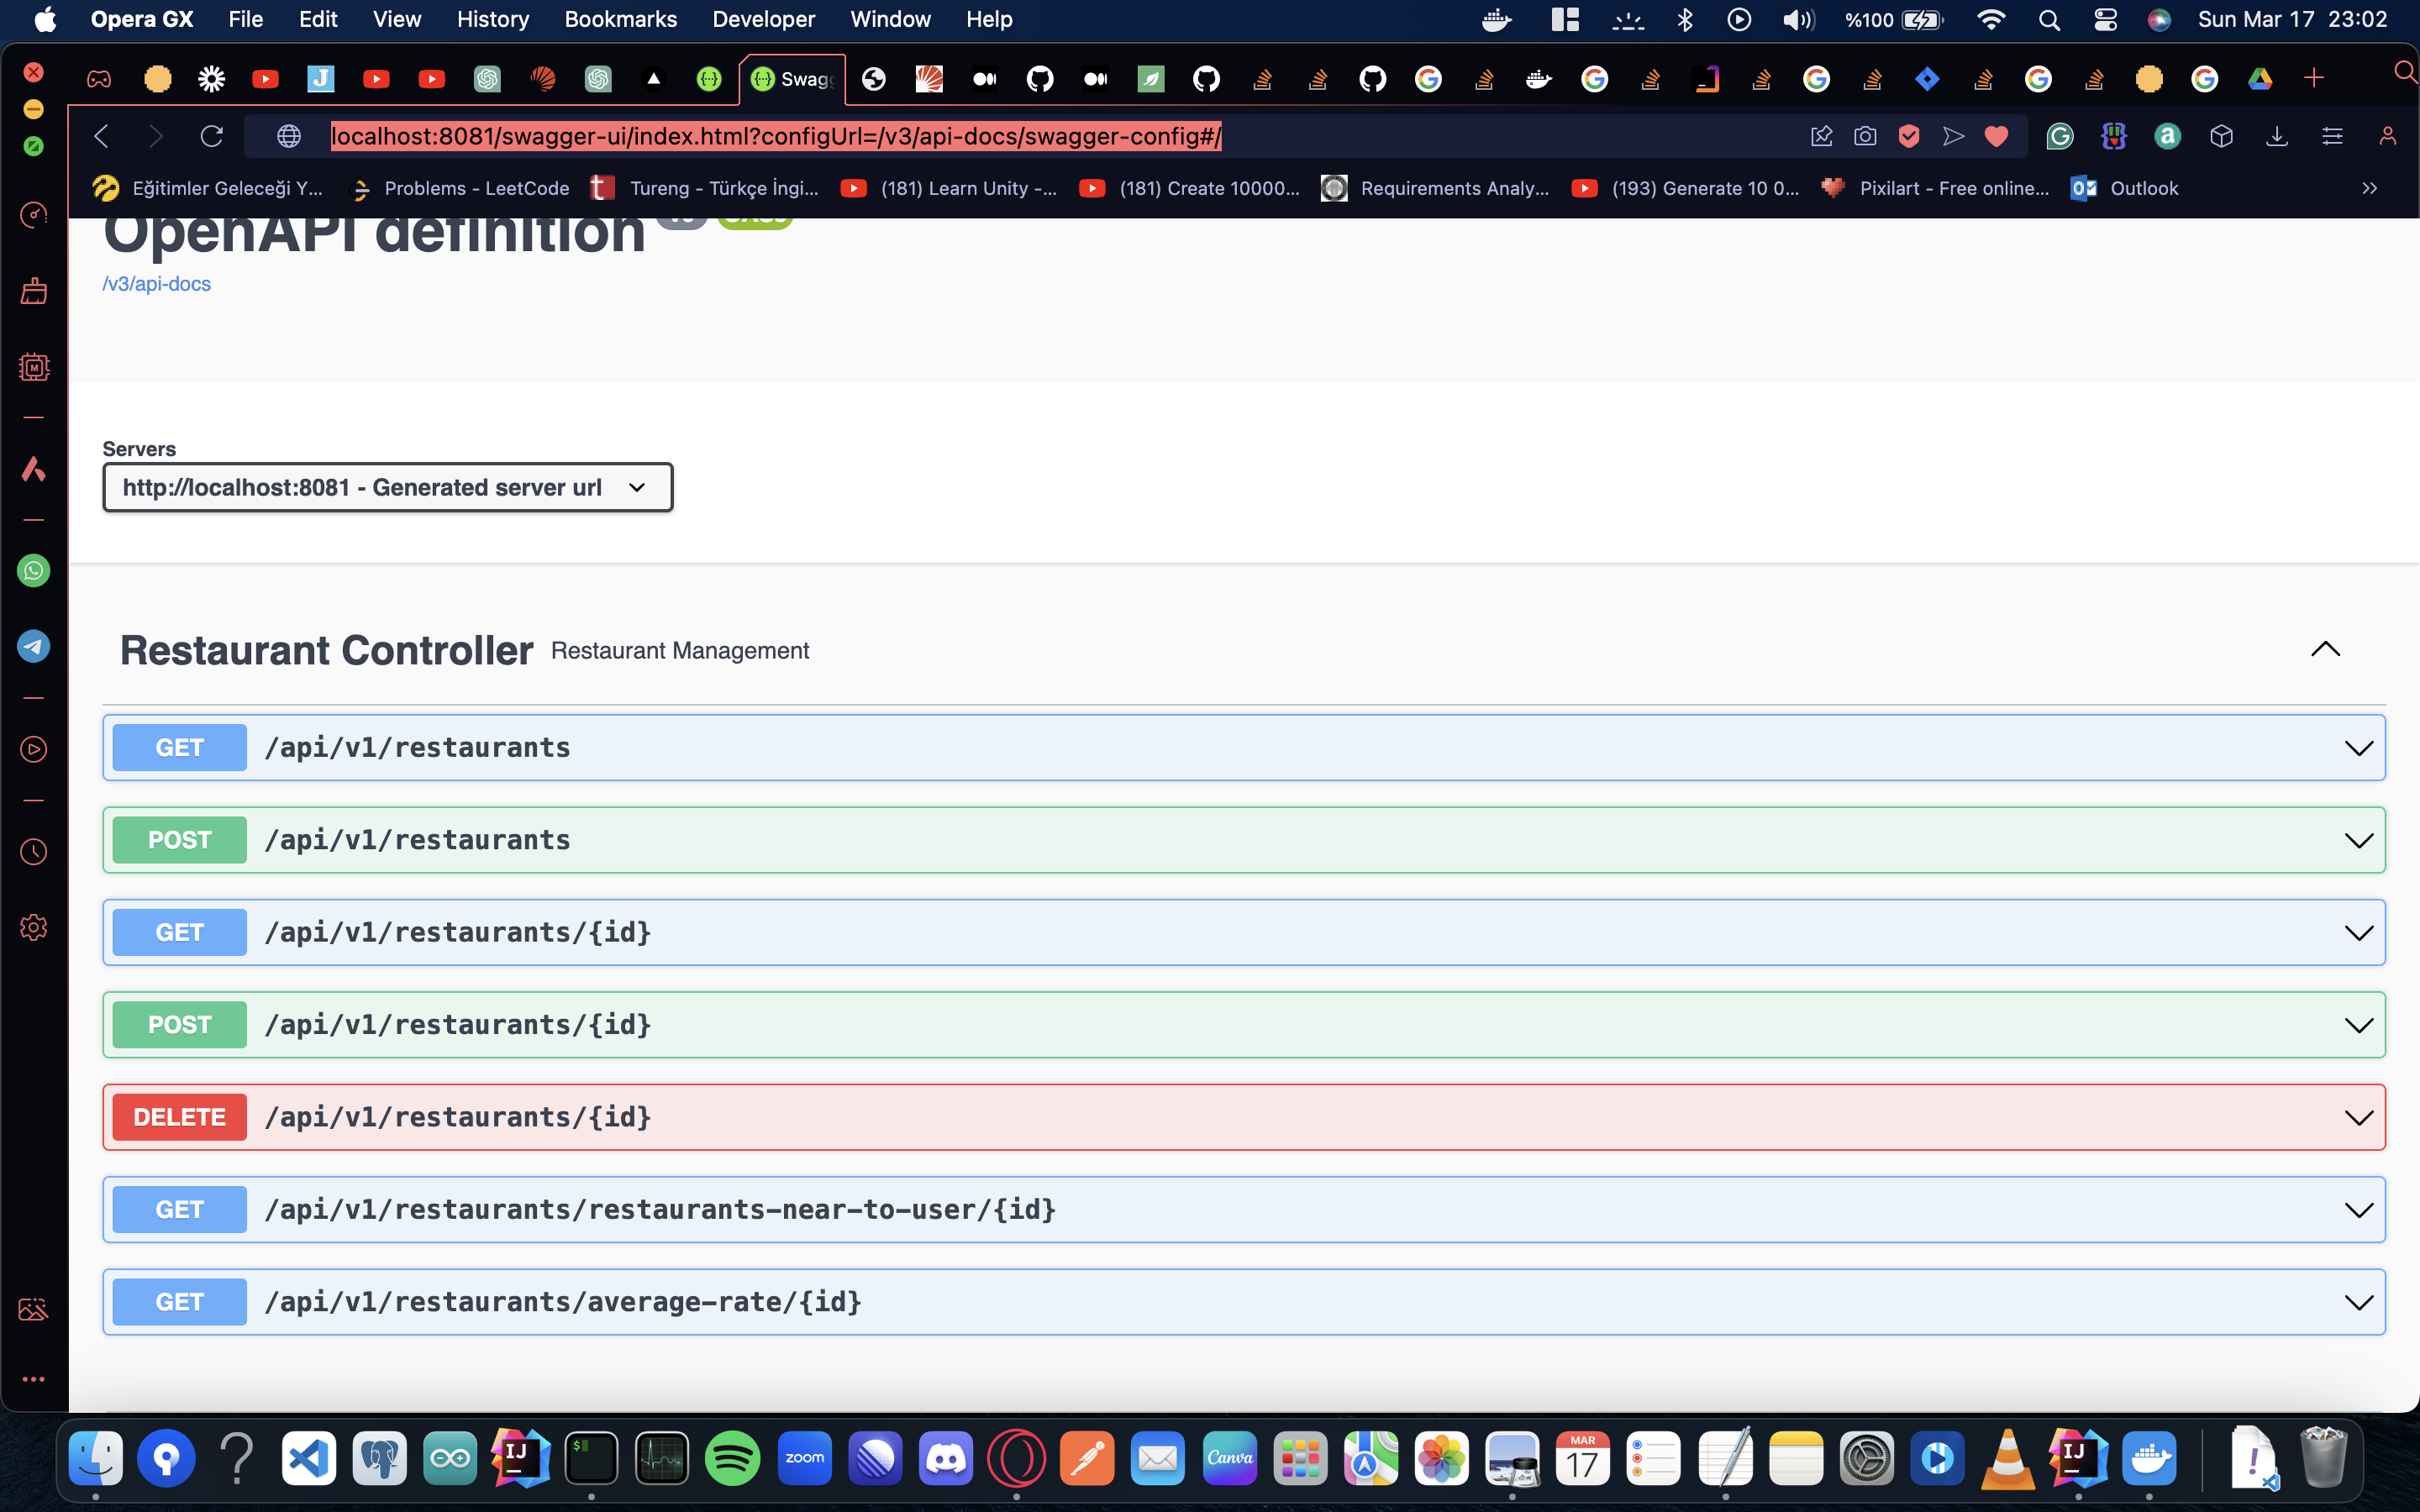 Opera GX File Edit View History Bookmarks Developer Window Help %100 Sun Mar 17 23:02
Swag
localhost:8081/swagger-ui/index.html?configUrl=/v3/api-docs/swagger-config#/
Eğitimler Geleceği Y... Problems - LeetCode Tureng - Türkçe İngi... (181) Learn Unity -... (181) Create 10000... Requirements Analy... (193) Generate 10 0... Pixilart - Free online... Outlook
OpenAPI definition
/v3/api-docs
Servers
http://localhost:8081 - Generated server url
Restaurant Controller Restaurant Management
GET /api/v1/restaurants
POST /api/v1/restaurants
GET /api/v1/restaurants/{id}
POST /api/v1/restaurants/{id}
DELETE /api/v1/restaurants/{id}
GET /api/v1/restaurants/restaurants-near-to-user/{id}
GET /api/v1/restaurants/average-rate/{id}
IJ zoom Canva MAR 17 IJ